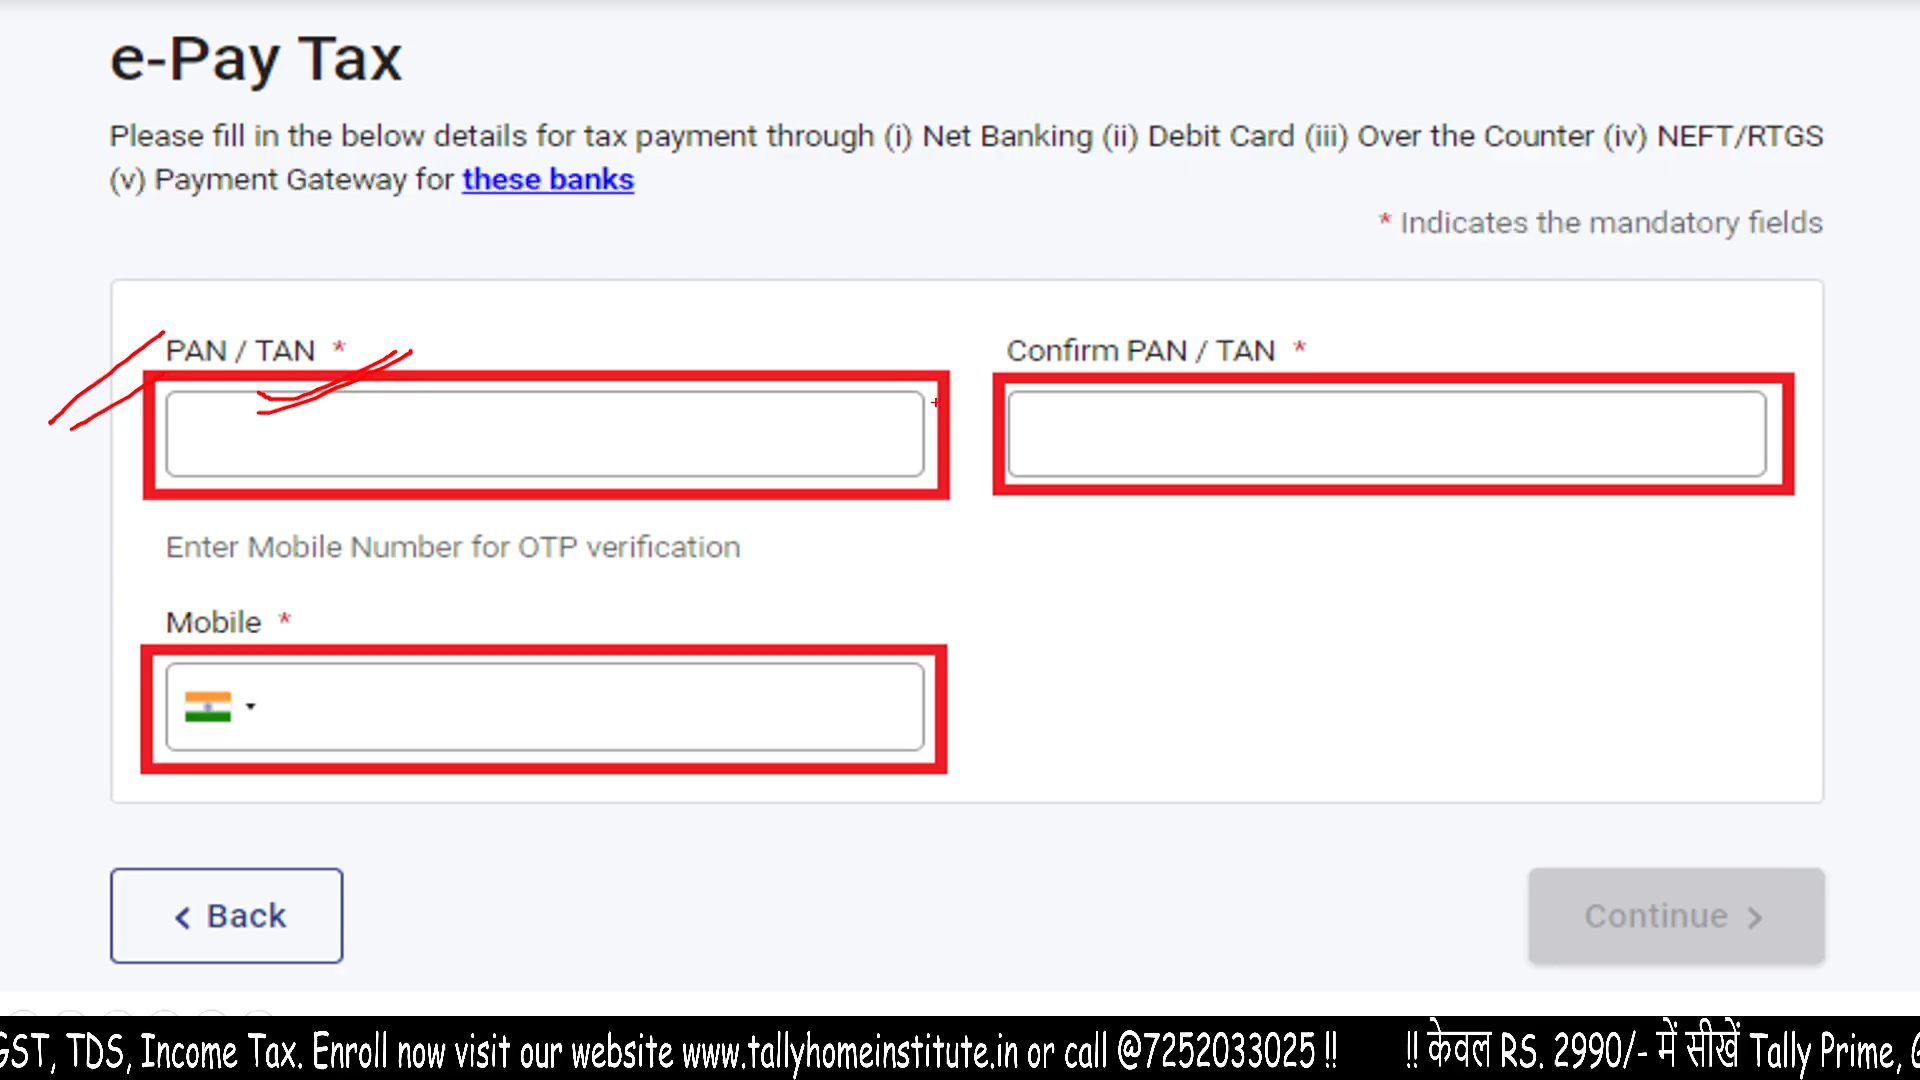 e-Pay Tax
Please fill in the below details for tax payment through (i) Net Banking (ii) Debit Card (iii) Over the Counter (iv) NEFT/RTGS
(v) Payment Gateway for these banks
* Indicates the mandatory fields
PAN / TAN *
Confirm PAN / TAN *
Enter Mobile Number for OTP verification
Mobile *
Back
Continue
GST, TDS, Income Tax. Enroll now visit our website www.tallyhomeinstitute.in or call @7252033025 !! !! केवल RS. 2990/- में सीखें Tally Prime,